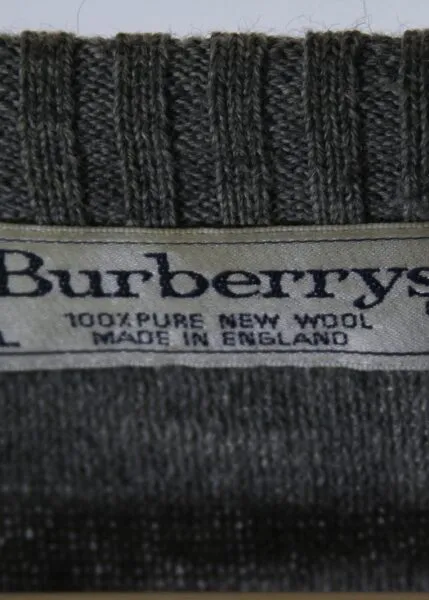 Burberrys
100% PURE NEW WOOL
L MADE IN ENGLAND